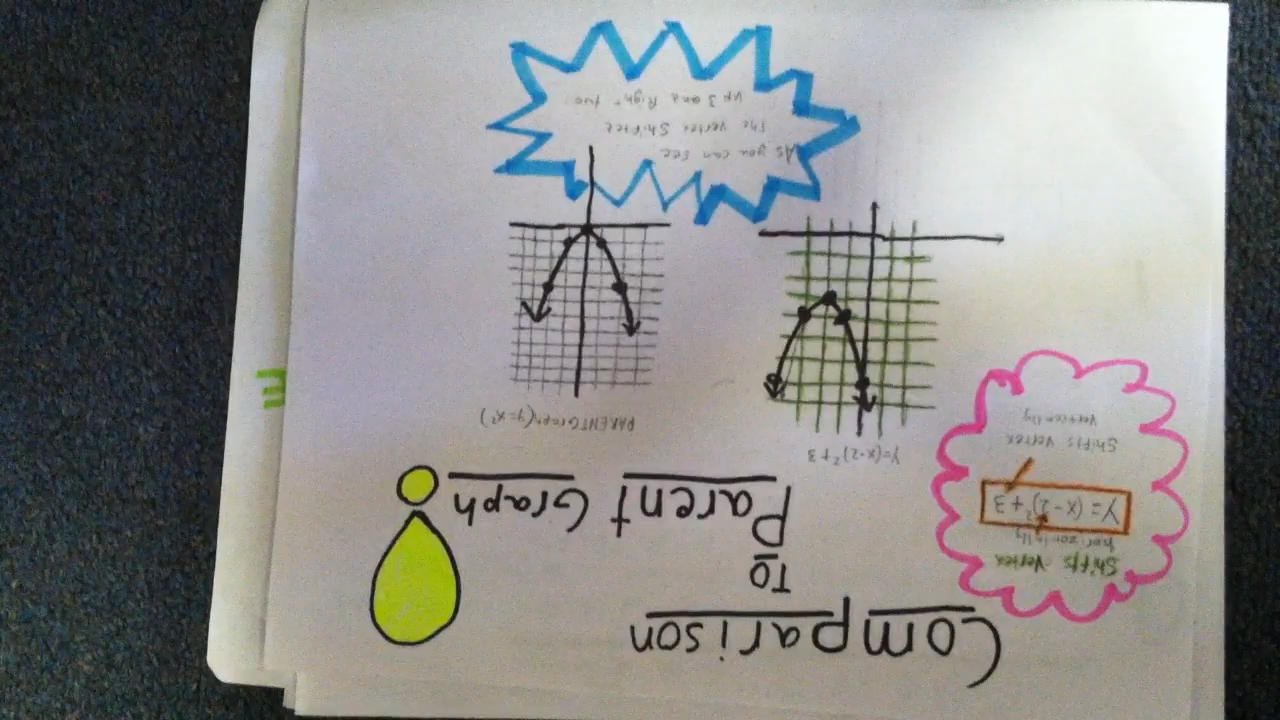 Comparison
To
Parent Graph
Shifts Vertex
horizontally
Y = (X - 2)² + 3
Shifts vertex
vertically
y=(x-2)²+3
PARENT Graph (y=x²)
As you can see
the vertex shifted
up 3 and Right two.